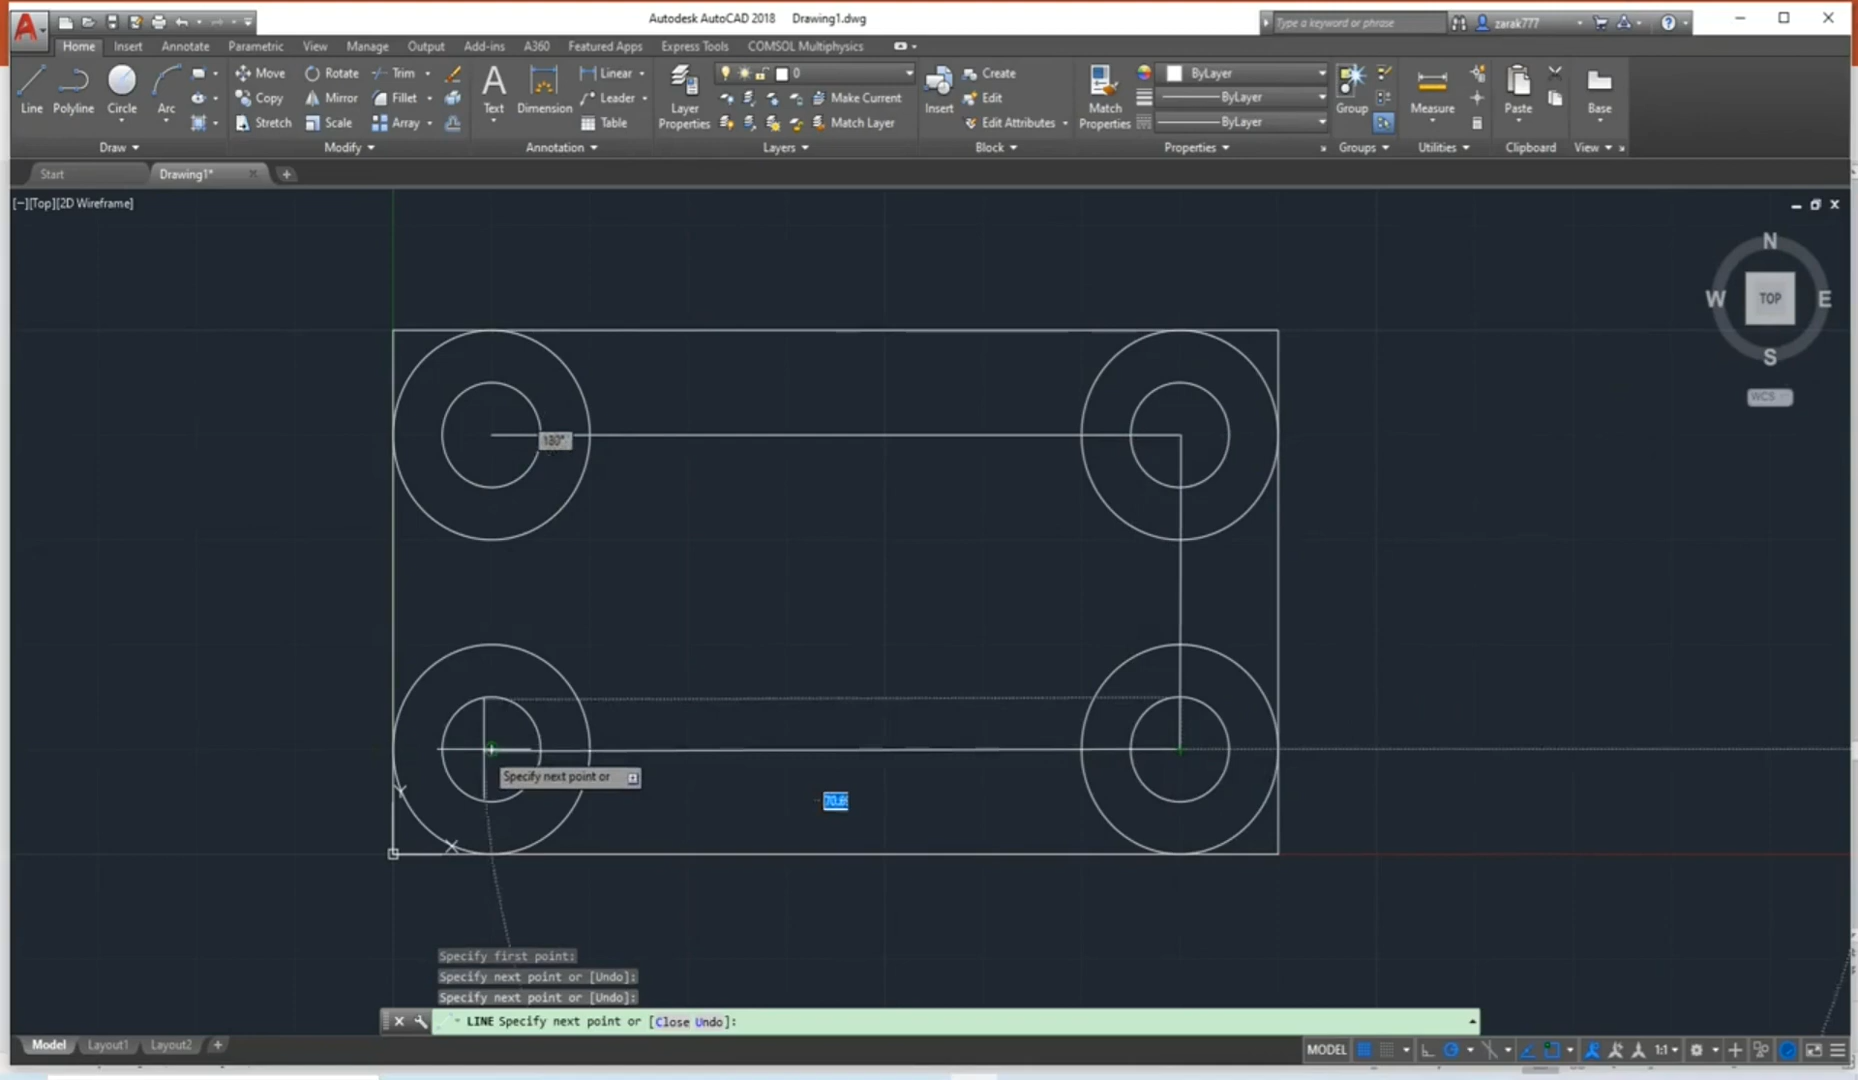 Autodesk AutoCAD 2018 Drawing1.dwg
Type a keyword or phrase
zarak777
Home Insert Annotate Parametric View Manage Output Add-ins A360 Featured Apps Express Tools COMSOL Multiphysics
Line Polyline Circle Arc
Move Rotate Trim
Copy Mirror Fillet
Stretch Scale Array
Text Dimension
Linear
Leader
Table
Layer Properties
0
Make Current
Match Layer
Insert
Create
Edit
Edit Attributes
Match Properties
ByLayer
ByLayer
ByLayer
Group
Measure
Paste
Base
Draw Modify Annotation Layers Block Properties Groups Utilities Clipboard View
Start Drawing1*
[−][Top][2D Wireframe]
N
W TOP E
S
WCS
Specify next point or
Y
X
Specify first point:
Specify next point or [Undo]:
Specify next point or [Undo]:
LINE Specify next point or [Close Undo]:
Model Layout1 Layout2 +
MODEL 1:1